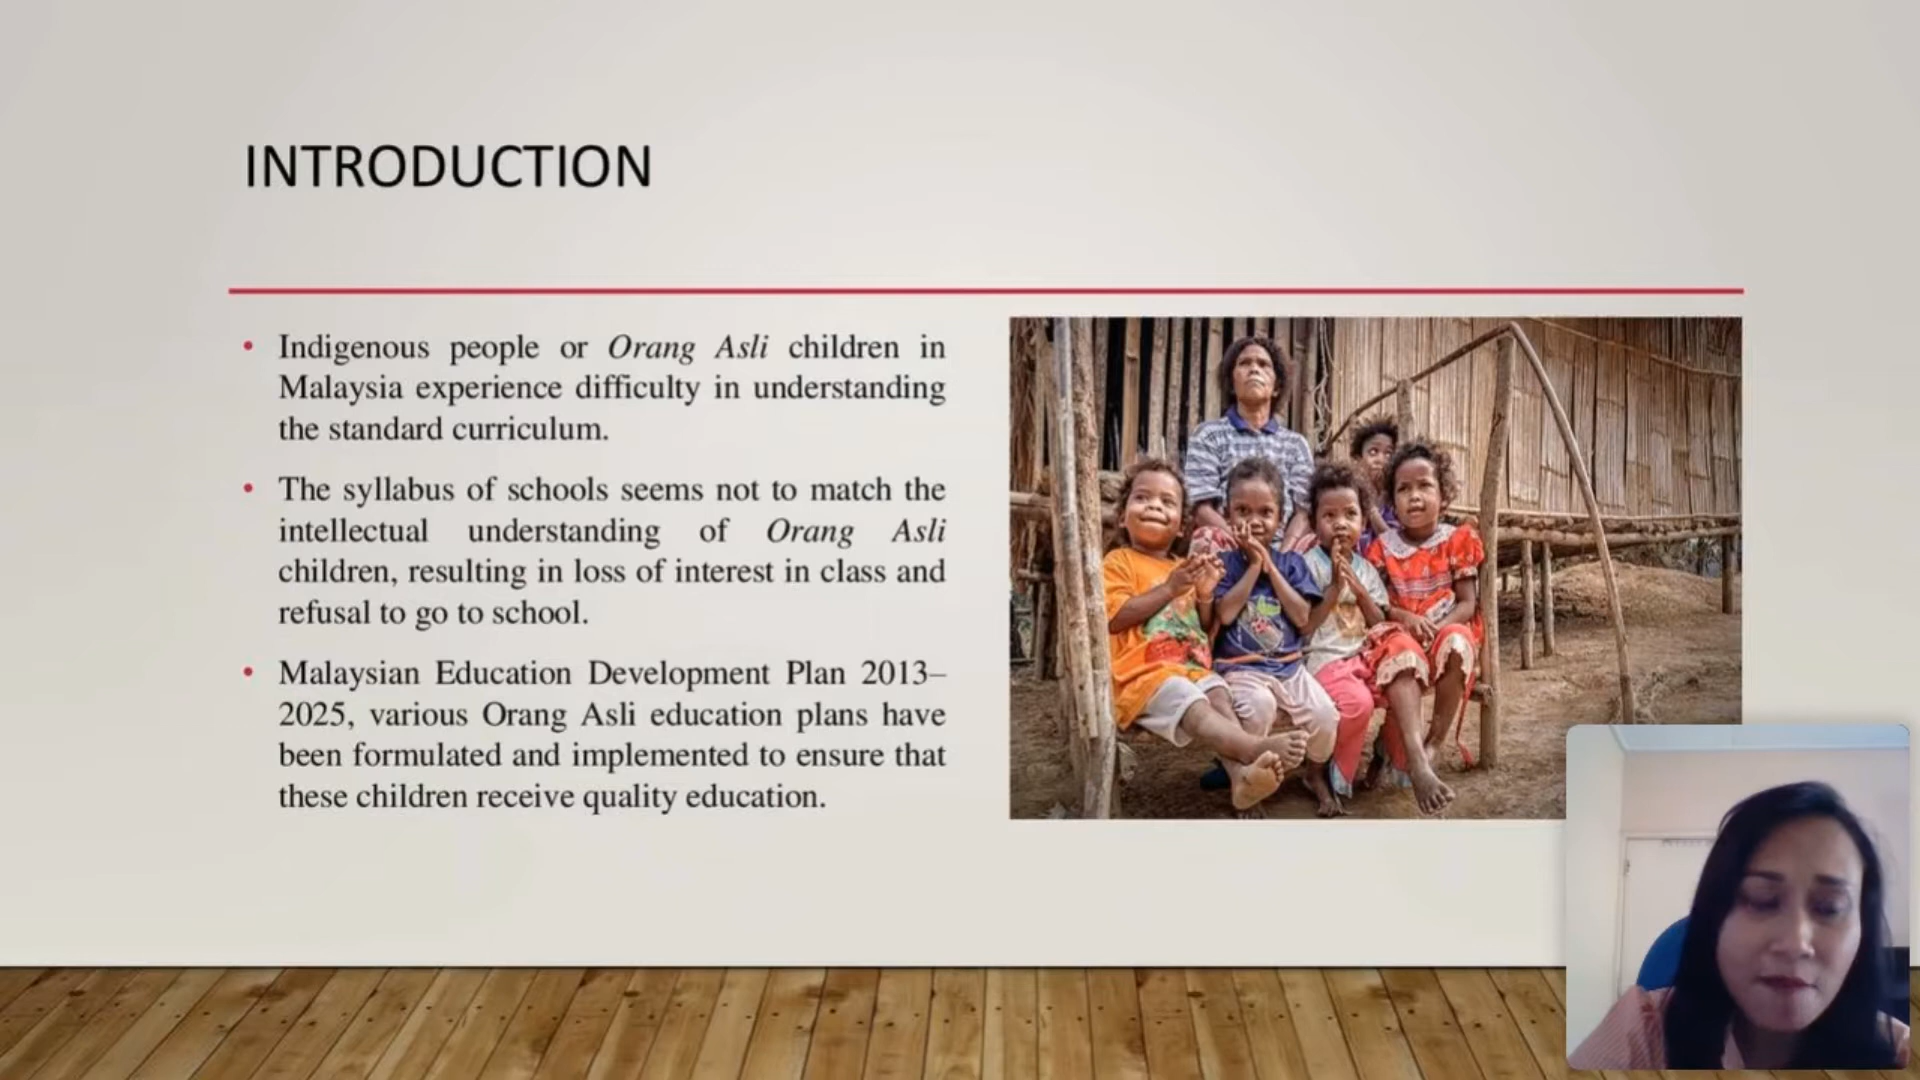 INTRODUCTION
• Indigenous people or Orang Asli children in
Malaysia experience difficulty in understanding
the standard curriculum.
• The syllabus of schools seems not to match the
intellectual understanding of Orang Asli
children, resulting in loss of interest in class and
refusal to go to school.
• Malaysian Education Development Plan 2013–
2025, various Orang Asli education plans have
been formulated and implemented to ensure that
these children receive quality education.